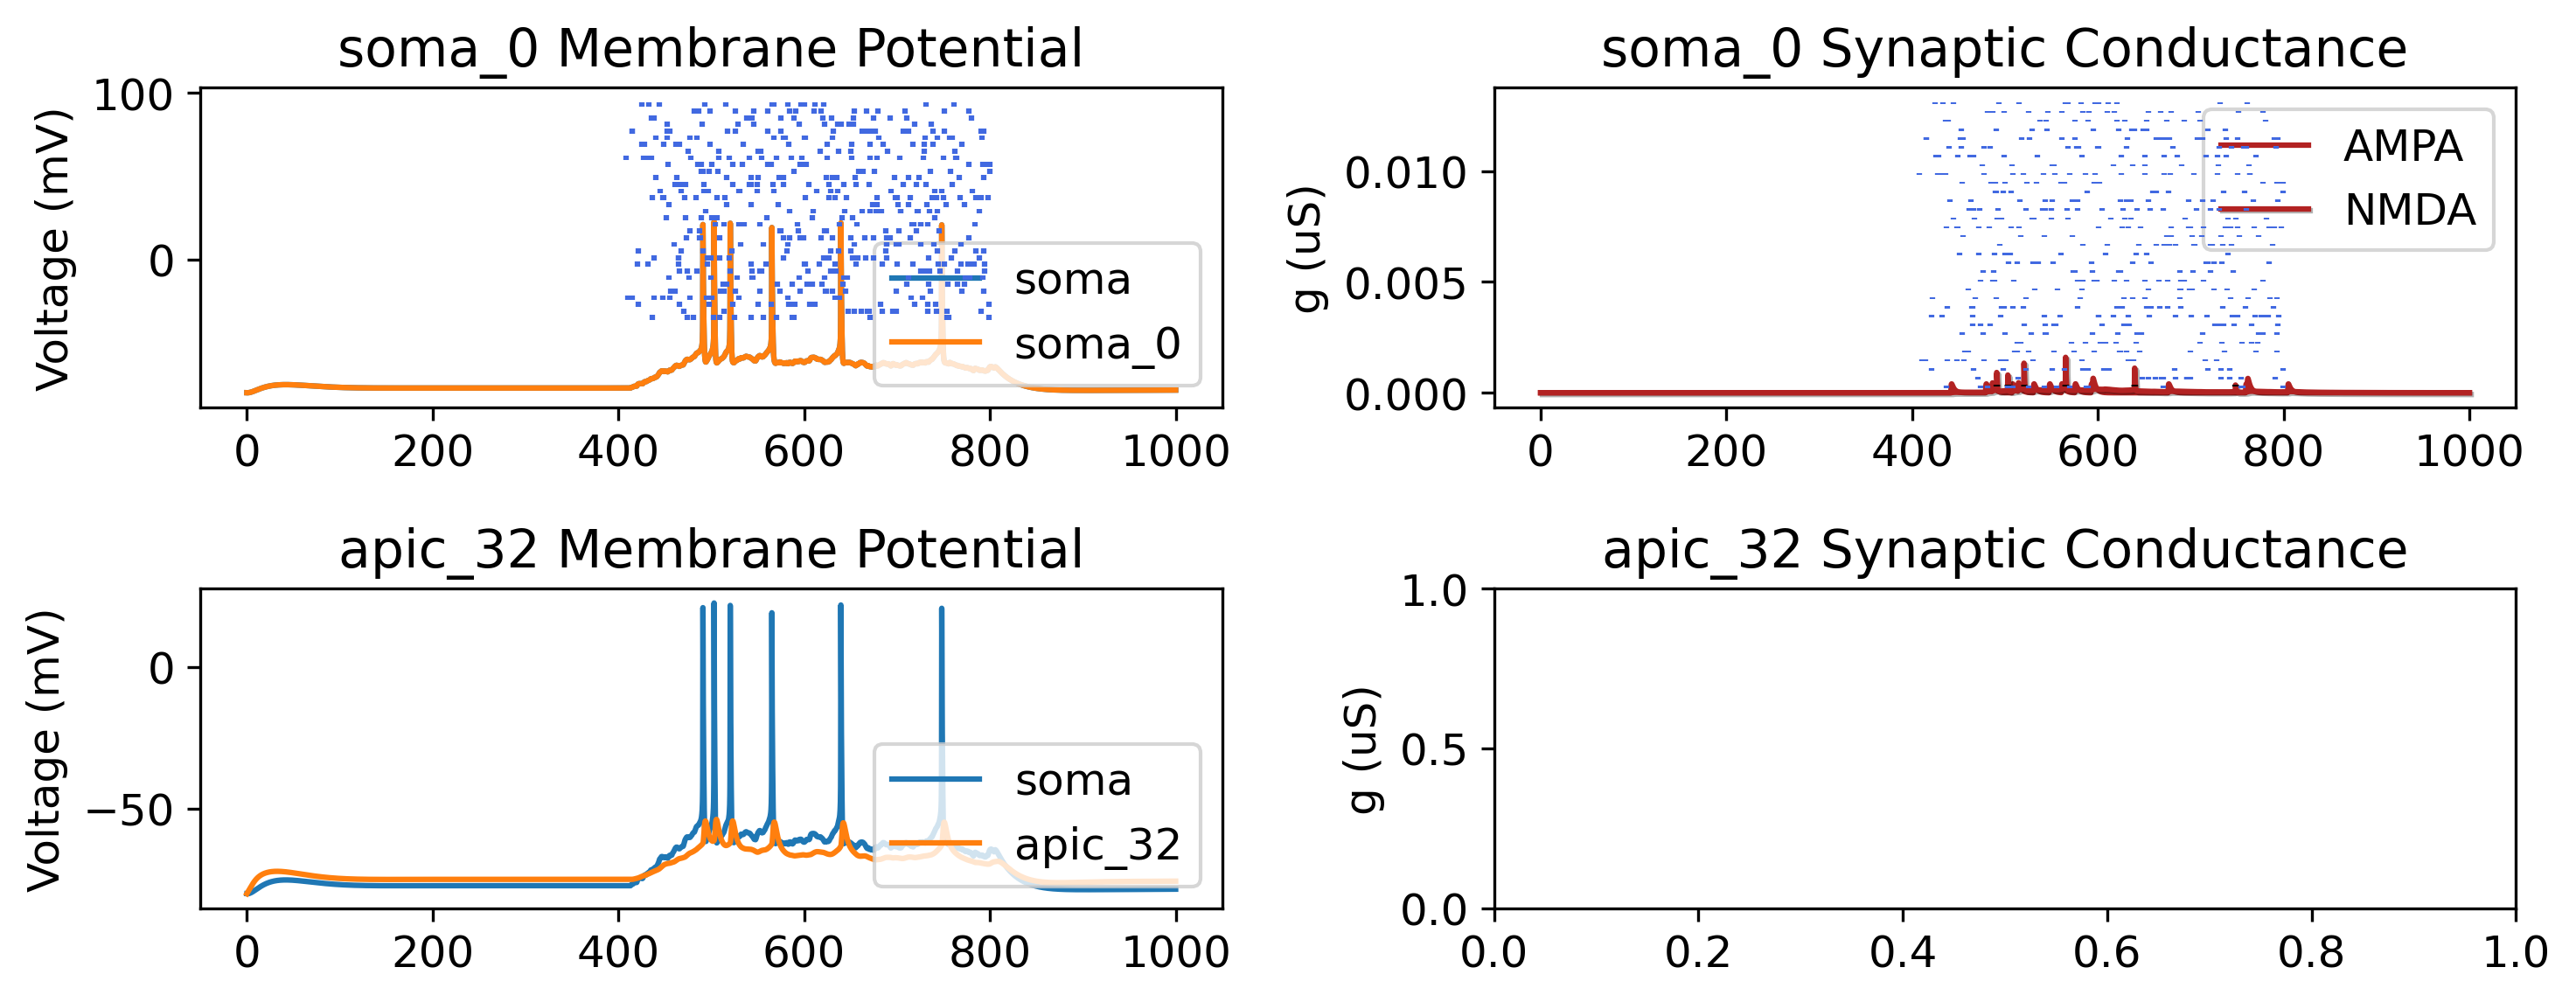 soma_0 Membrane Potential
Voltage (mV)
100
0
soma
soma_0
0 200 400 600 800 1000
soma_0 Synaptic Conductance
g (uS)
0.010
0.005
0.000
AMPA
NMDA
0 200 400 600 800 1000
apic_32 Membrane Potential
Voltage (mV)
0
−50
soma
apic_32
0 200 400 600 800 1000
apic_32 Synaptic Conductance
g (uS)
1.0
0.5
0.0
0.0 0.2 0.4 0.6 0.8 1.0